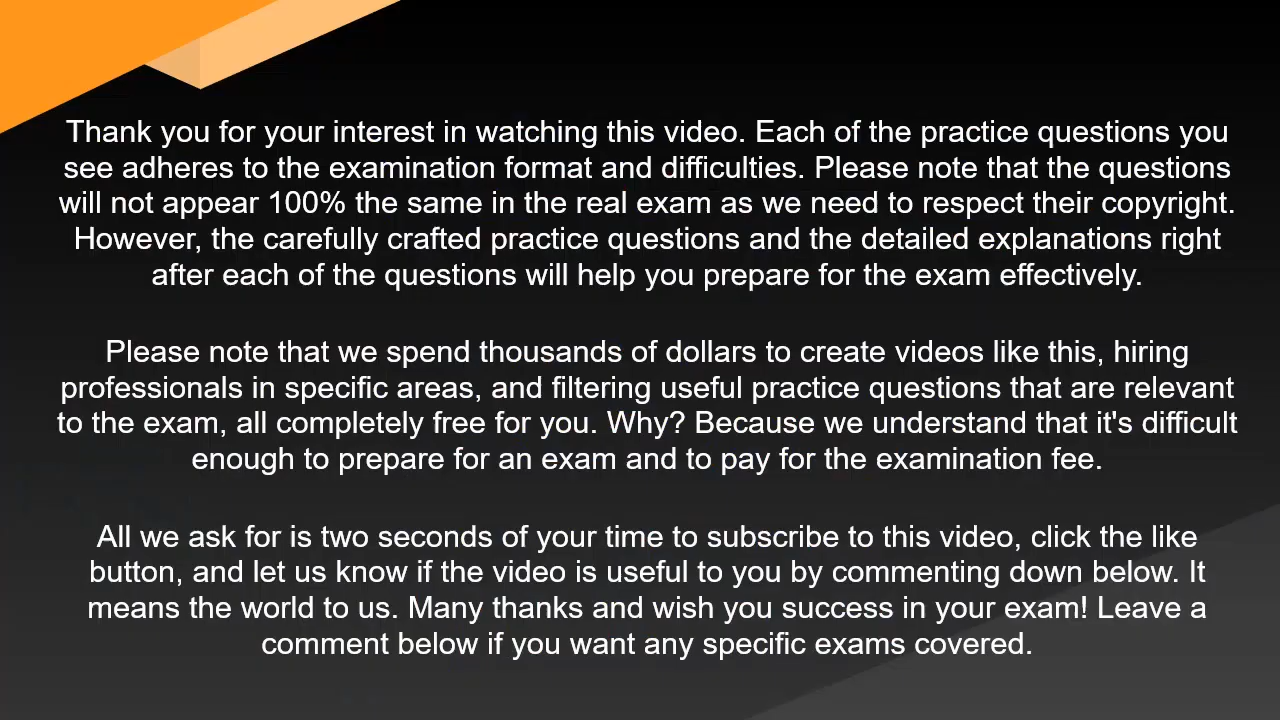 Thank you for your interest in watching this video. Each of the practice questions you
see adheres to the examination format and difficulties. Please note that the questions
will not appear 100% the same in the real exam as we need to respect their copyright.
However, the carefully crafted practice questions and the detailed explanations right
after each of the questions will help you prepare for the exam effectively.
Please note that we spend thousands of dollars to create videos like this, hiring
professionals in specific areas, and filtering useful practice questions that are relevant
to the exam, all completely free for you. Why? Because we understand that it's difficult
enough to prepare for an exam and to pay for the examination fee.
All we ask for is two seconds of your time to subscribe to this video, click the like
button, and let us know if the video is useful to you by commenting down below. It
means the world to us. Many thanks and wish you success in your exam! Leave a
comment below if you want any specific exams covered.